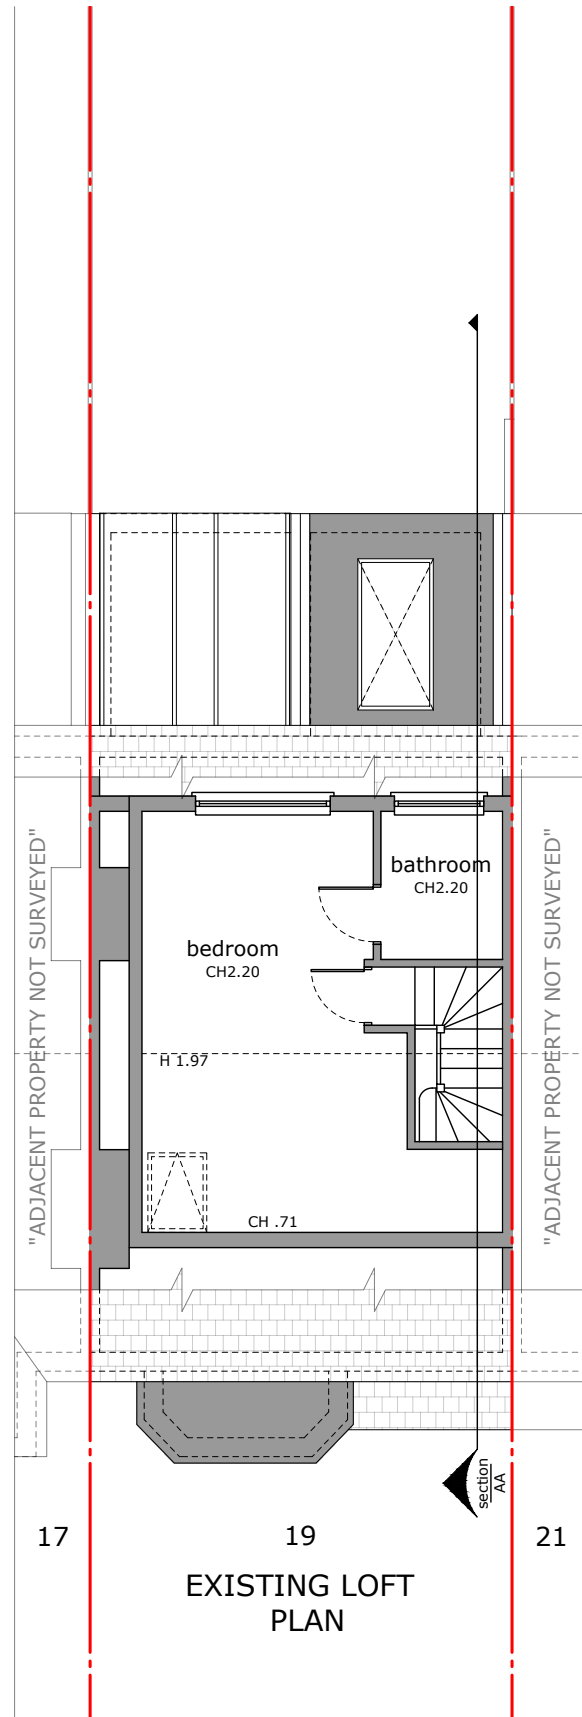 bathroom
CH2.20
bedroom
CH2.20
"ADJACENT PROPERTY NOT SURVEYED"
"ADJACENT PROPERTY NOT SURVEYED"
H 1.97
CH .71
section
AA
17
19
21
EXISTING LOFT
PLAN